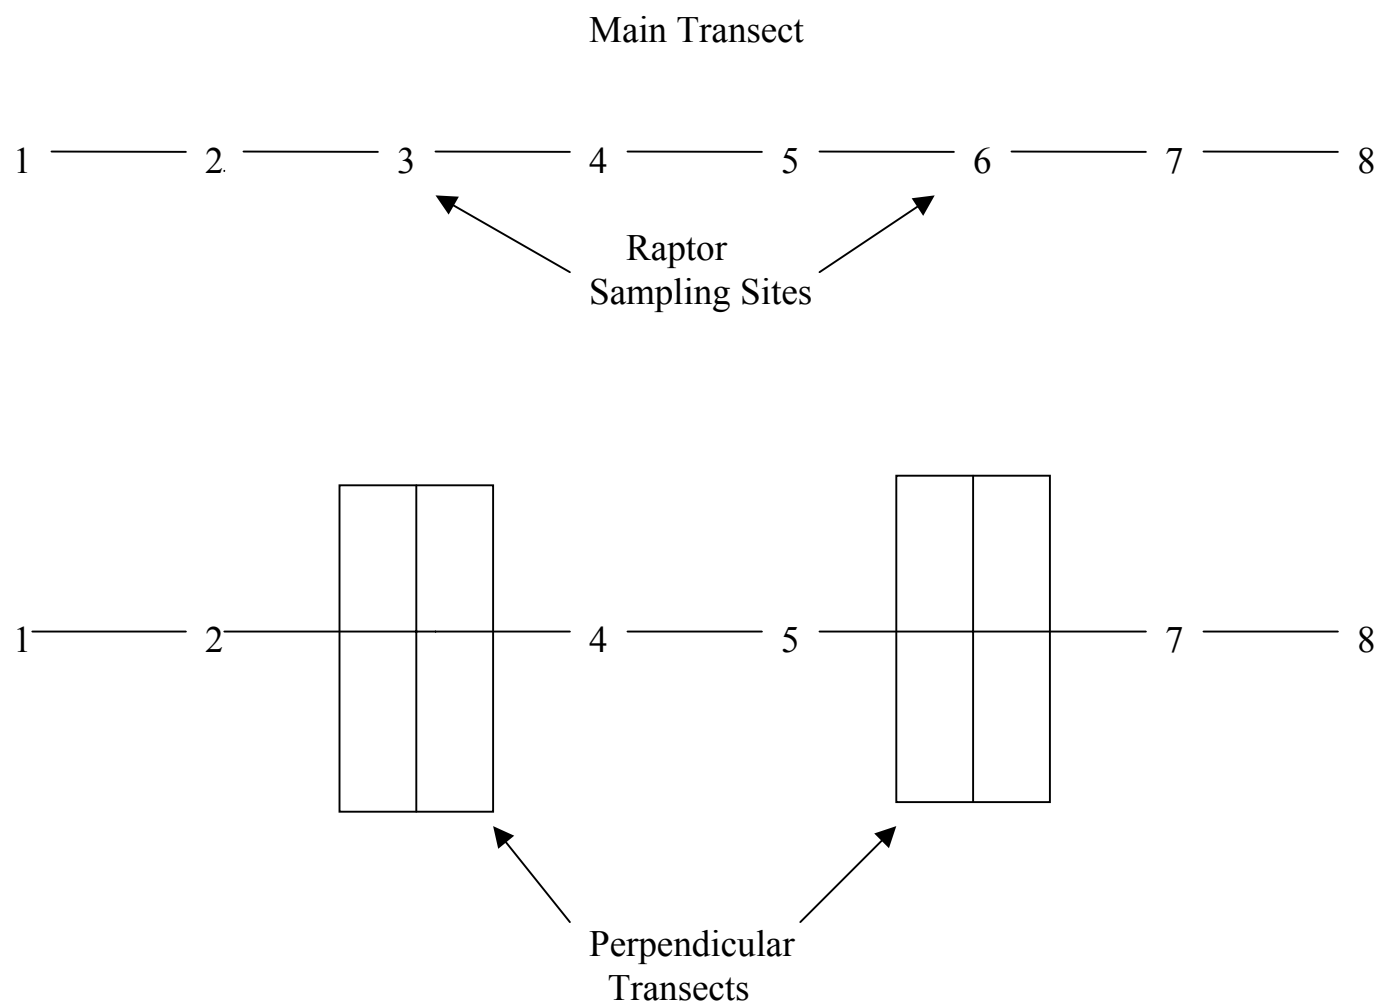 Main Transect
1 2. 3 4 5 6 7 8
Raptor
Sampling Sites
1 2 4 5 7 8
Perpendicular
Transects